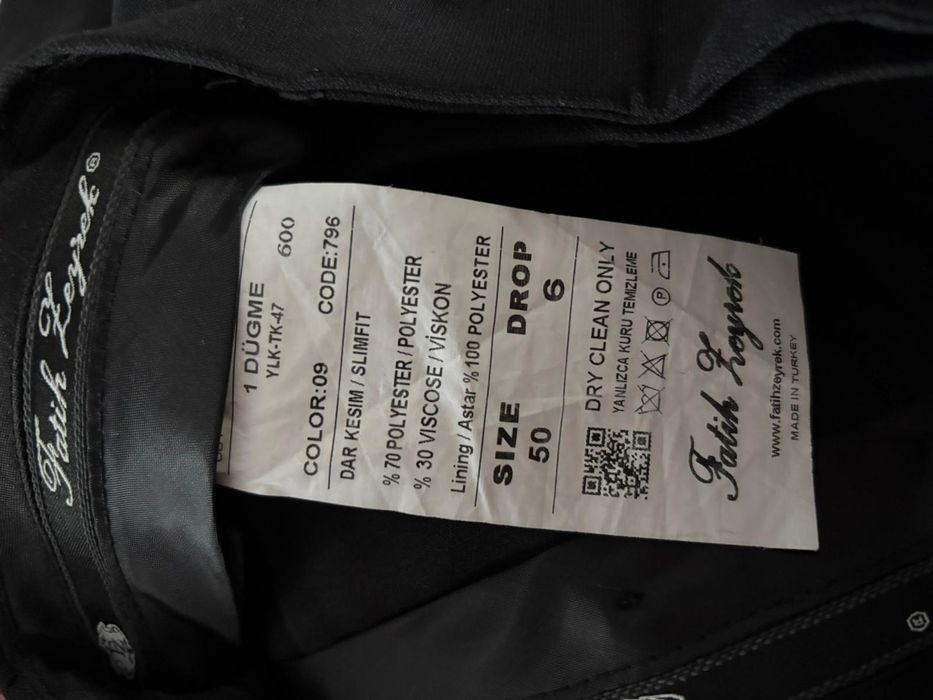 Fatih Zeyrek®
1 DÜGME
YLK-TK-47 600
COLOR:09 CODE:796
DAR KESIM / SLIMFIT
% 70 POLYESTER / POLYESTER
% 30 VISCOSE / VİSKON
Lining / Astar %100 POLYESTER
SIZE DROP
50 6
DRY CLEAN ONLY
YANLIZCA KURU TEMIZLEME
P
Fatih Zeyrek
www.fatihzeyrek.com
MADE IN TURKEY
®